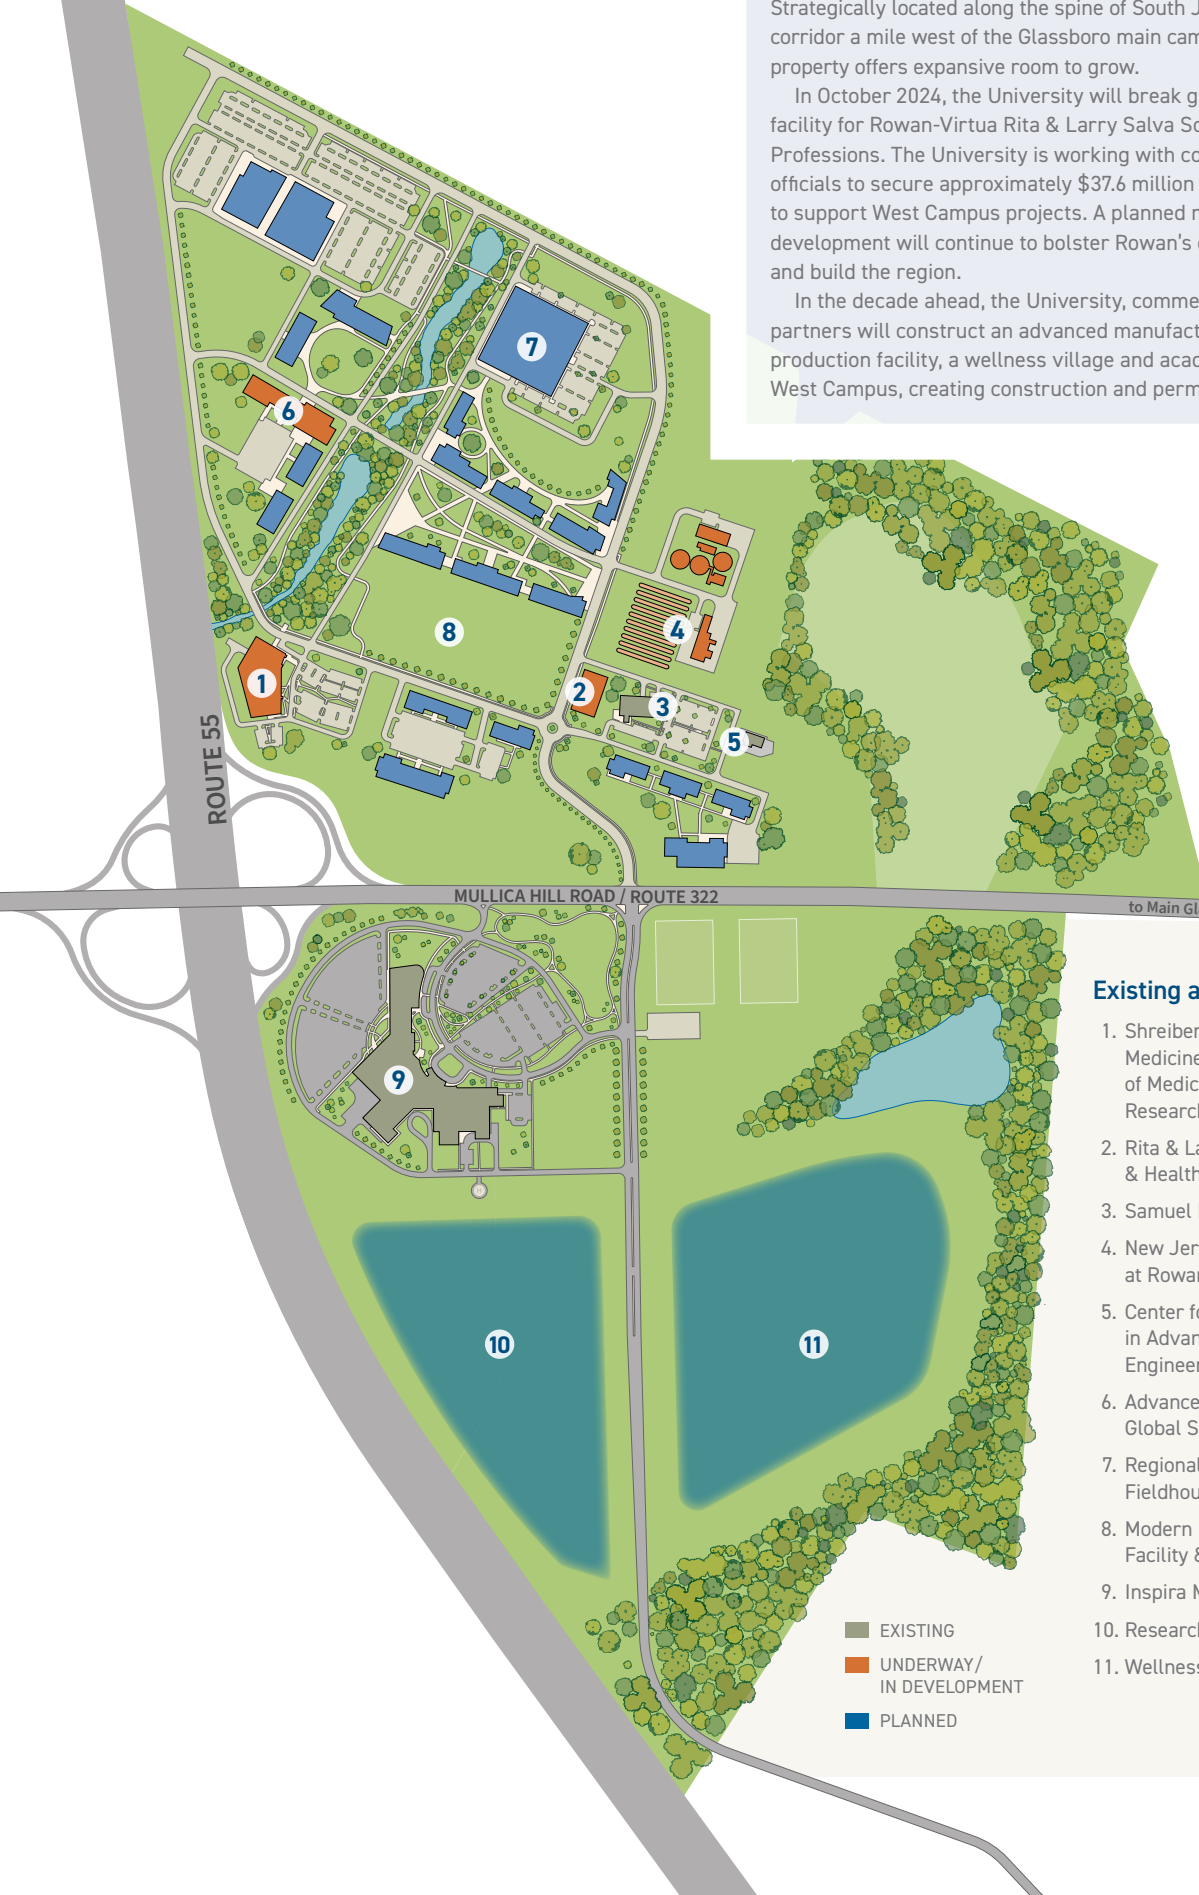 Strategically located along the spine of South J
corridor a mile west of the Glassboro main cam
property offers expansive room to grow.
In October 2024, the University will break g
facility for Rowan-Virtua Rita & Larry Salva Sc
Professions. The University is working with co
officials to secure approximately $37.6 million
to support West Campus projects. A planned
development will continue to bolster Rowan's
and build the region.
In the decade ahead, the University, comme
partners will construct an advanced manufact
production facility, a wellness village and acad
West Campus, creating construction and perm
7
6
8
4
1
2
3
5
ROUTE 55
MULLICA HILL ROAD / ROUTE 322
to Main Gl
9
H
10
11
Existing a
1. Shreiber
Medicine
of Medic
Research
2. Rita & La
& Health
3. Samuel
4. New Jer
at Rowan
5. Center fo
in Advan
Engineer
6. Advance
Global S
7. Regional
Fieldhou
8. Modern
Facility &
9. Inspira M
10. Research
11. Wellness
EXISTING
UNDERWAY/
IN DEVELOPMENT
PLANNED